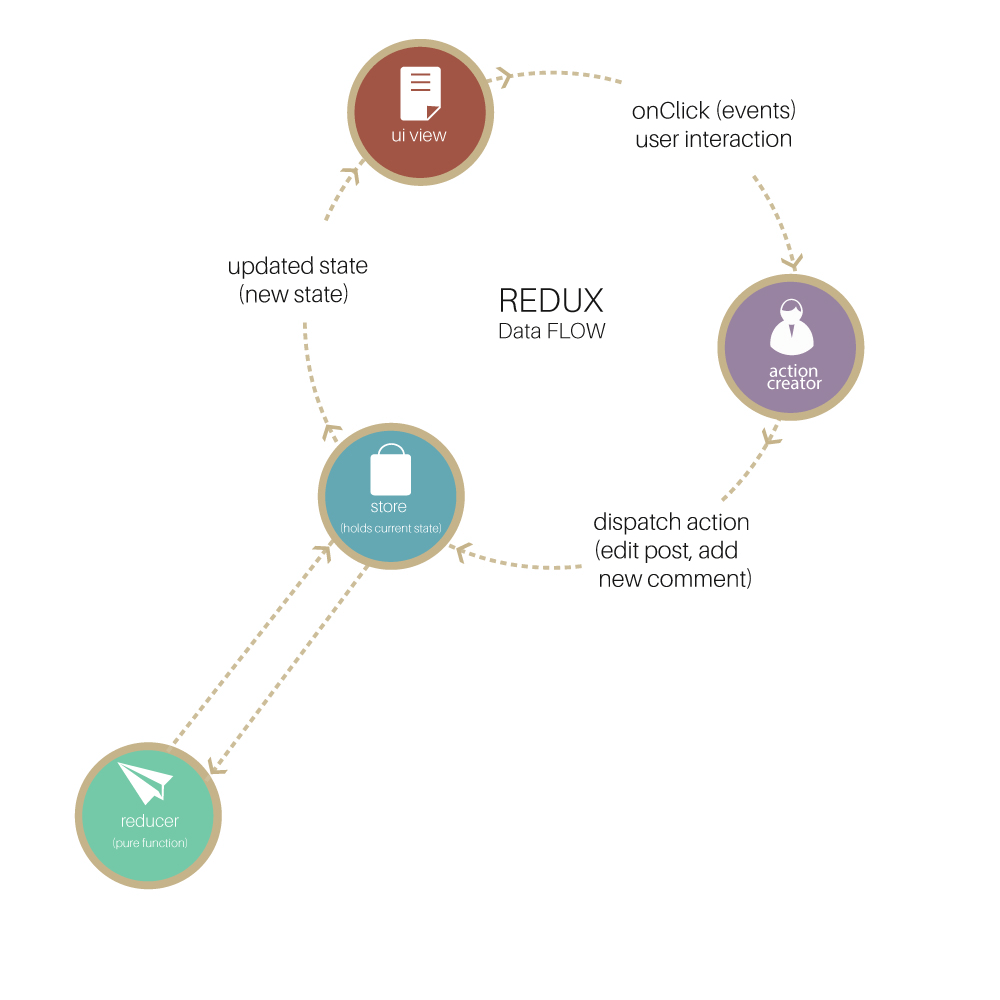 ui view
onClick (events)
user interaction
updated state
(new state)
REDUX
Data FLOW
action
creator
store
(holds current state)
dispatch action
(edit post, add
new comment)
reducer
(pure function)